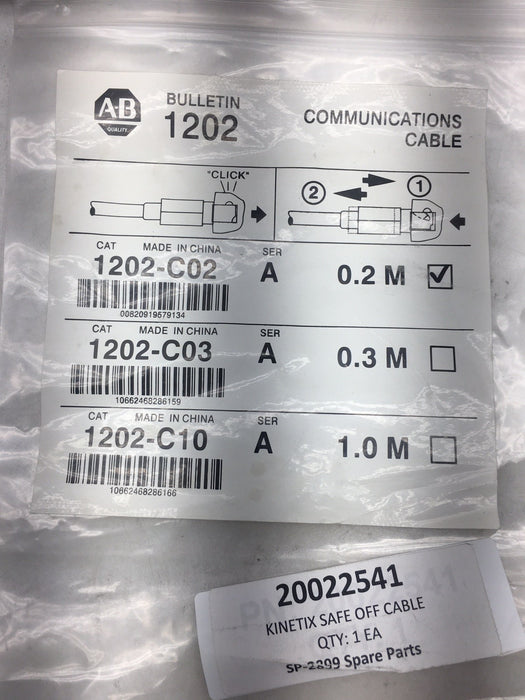 A-B
QUALITY
BULLETIN
1202
COMMUNICATIONS
CABLE
"CLICK"
2
1
CAT MADE IN CHINA SER
1202-C02 A 0.2 M
00820919579134
CAT MADE IN CHINA SER
1202-C03 A 0.3 M
10662468286159
CAT MADE IN CHINA SER
1202-C10 A 1.0 M
10662468286166
20022541
KINETIX SAFE OFF CABLE
QTY: 1 EA
SP-2899 Spare Parts